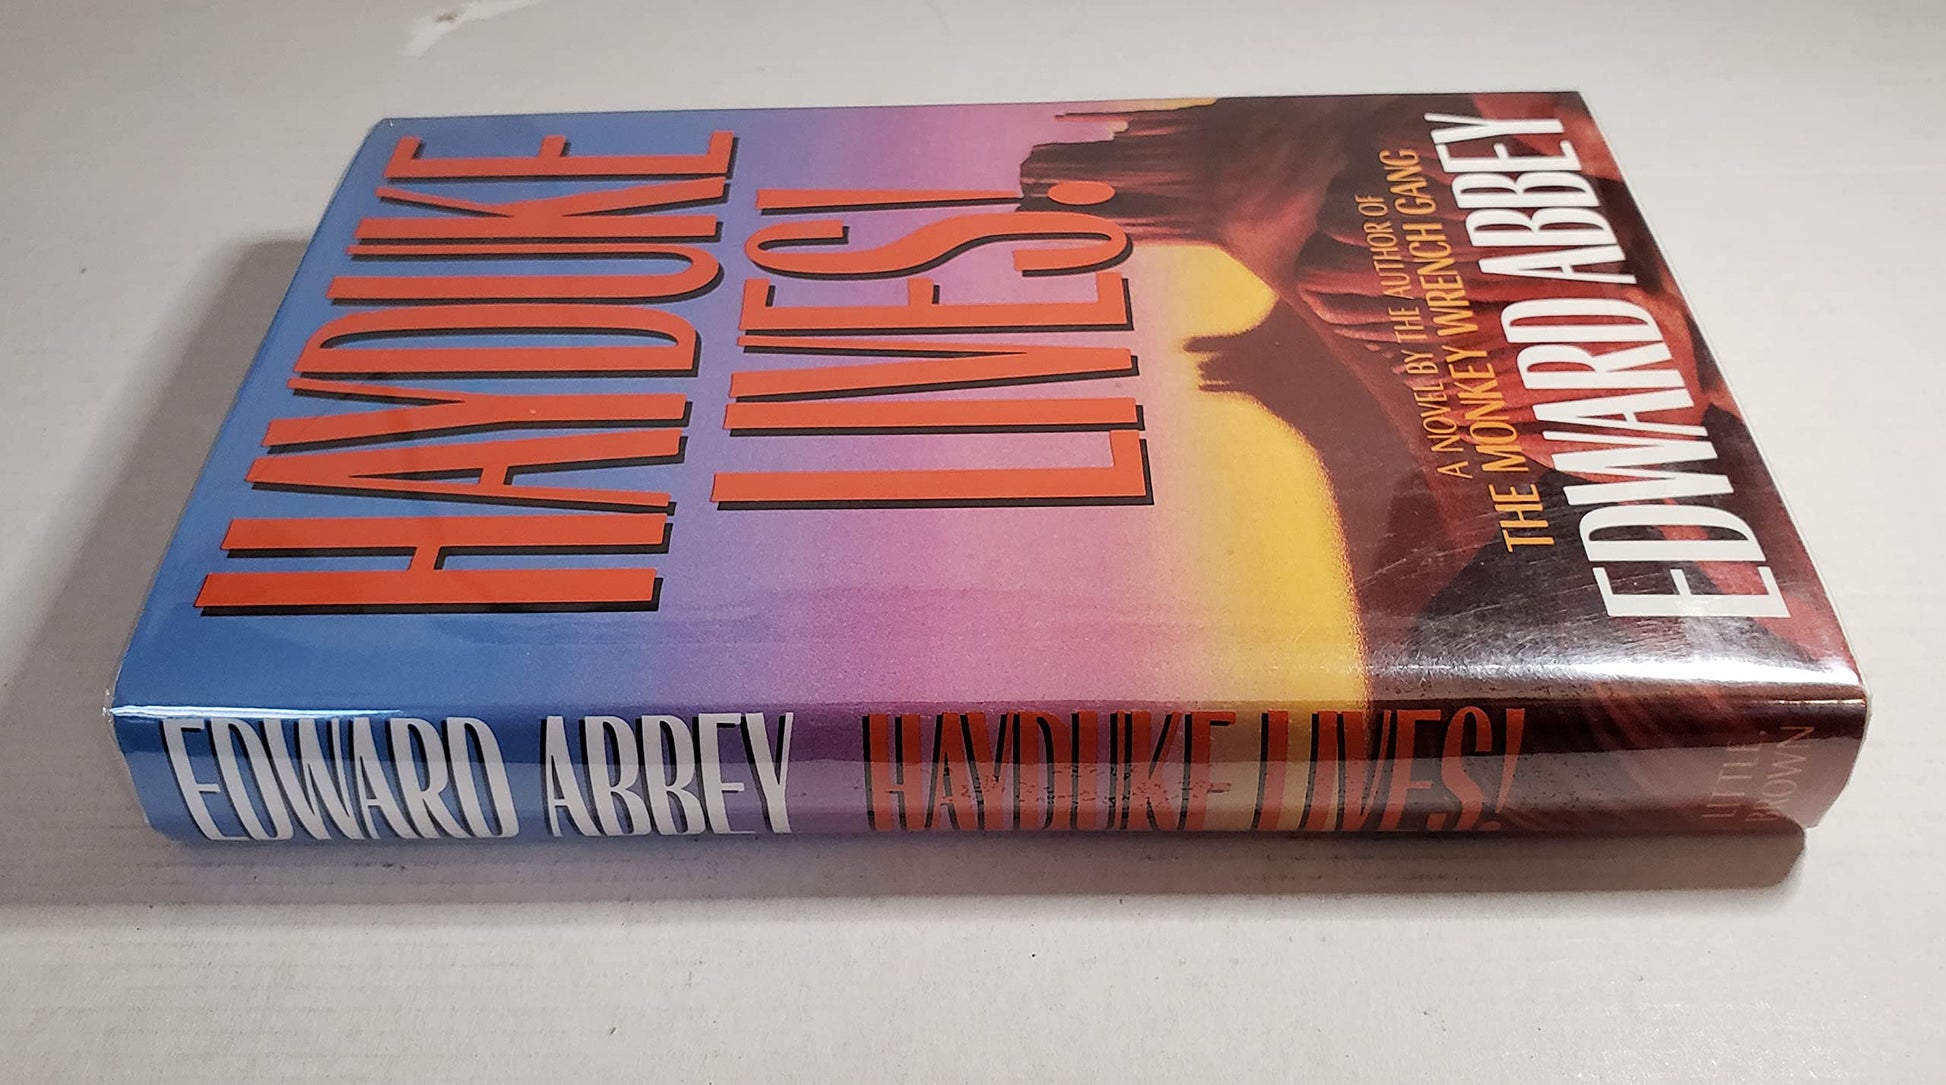 HAYDUKE
LIVES!
A NOVEL BY THE AUTHOR OF
THE MONKEY WRENCH GANG
EDWARD ABBEY
EDWARD ABBEY HAYDUKE LIVES!
LITTLE,
BROWN